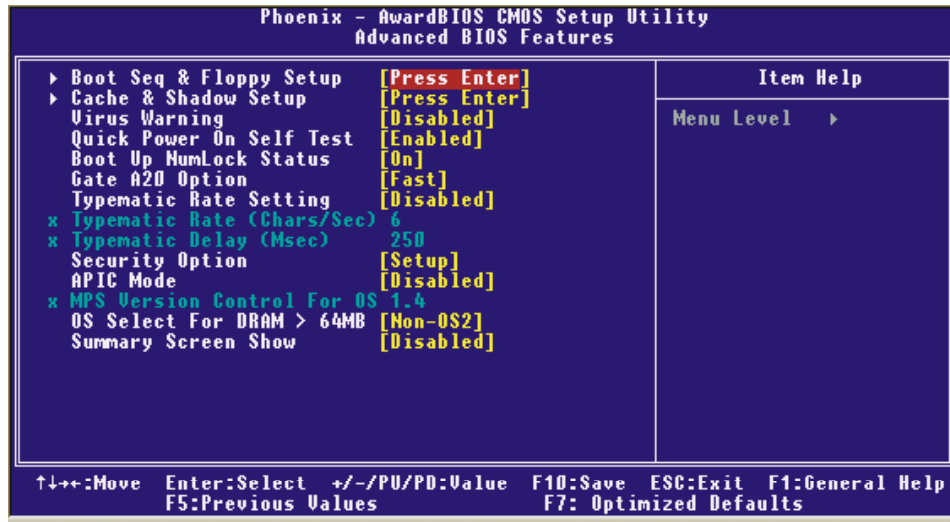 Phoenix - AwardBIOS CMOS Setup Utility
Advanced BIOS Features
▸ Boot Seq & Floppy Setup [Press Enter]
▸ Cache & Shadow Setup [Press Enter]
Virus Warning [Disabled]
Quick Power On Self Test [Enabled]
Boot Up NumLock Status [On]
Gate A20 Option [Fast]
Typematic Rate Setting [Disabled]
x Typematic Rate (Chars/Sec) 6
x Typematic Delay (Msec) 250
Security Option [Setup]
APIC Mode [Disabled]
x MPS Version Control For OS 1.4
OS Select For DRAM > 64MB [Non-OS2]
Summary Screen Show [Disabled]
Item Help
Menu Level ▸
↑↓→←:Move Enter:Select +/-/PU/PD:Value F10:Save ESC:Exit F1:General Help
F5:Previous Values F7: Optimized Defaults